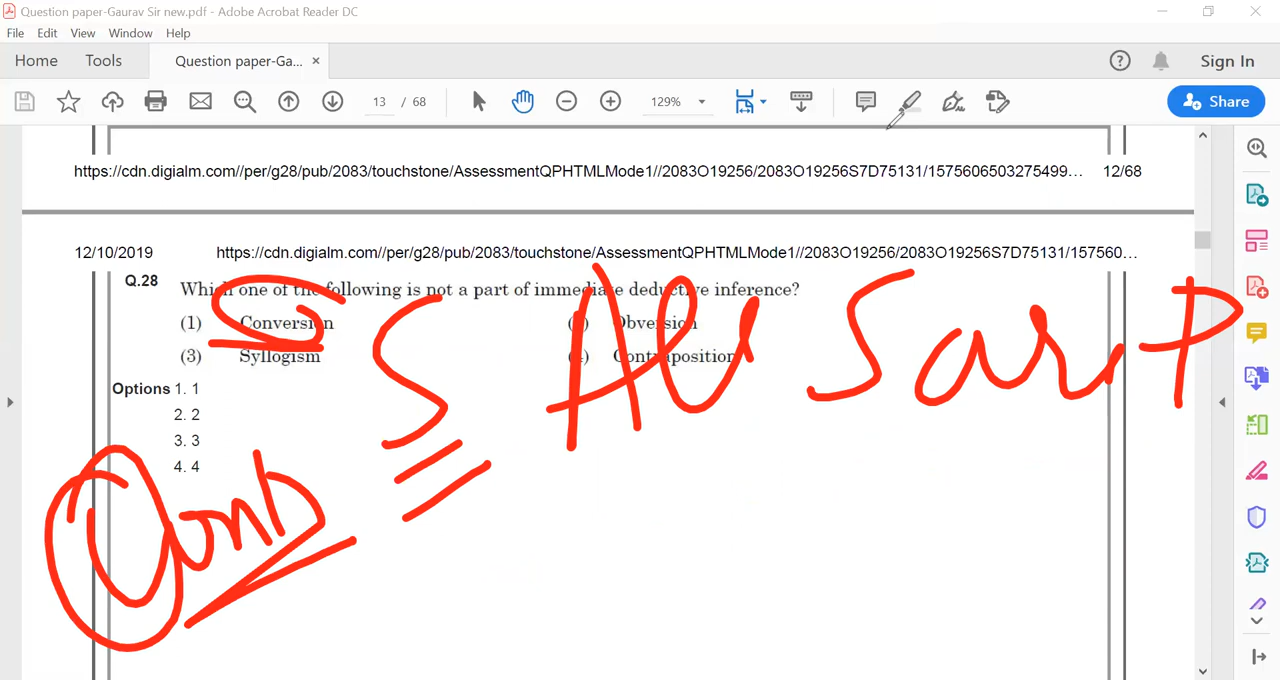 Question paper-Gaurav Sir new.pdf - Adobe Acrobat Reader DC
File Edit View Window Help
Home Tools Question paper-Ga... × Sign In
13 / 68 129% Share
https://cdn.digialm.com//per/g28/pub/2083/touchstone/AssessmentQPHTMLMode1//2083O19256/2083O19256S7D75131/1575606503275499... 12/68
12/10/2019 https://cdn.digialm.com//per/g28/pub/2083/touchstone/AssessmentQPHTMLMode1//2083O19256/2083O19256S7D75131/157560...
Q.28 Which one of the following is not a part of immediate deductive inference?
(1) Conversion Obversion
(3) Syllogism Contraposition
S All S are P
Options 1. 1
2. 2
3. 3
4. 4